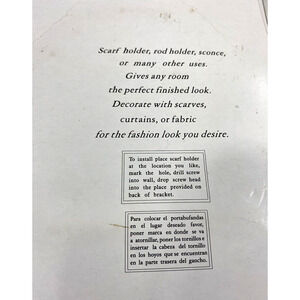 Scarf holder, rod holder, sconce,
or many other uses.
Gives any room
the perfect finished look.
Decorate with scarves,
curtains, or fabric
for the fashion look you desire.
To install place scarf holder
at the location you like,
mark the hole, drill screw
into wall, drop screw head
into the place provided on
back of bracket.
Para colocar el portabufandas
en el lugar deseado favor,
poner marca en donde se va
a atornillar, poner los tornillos e
insertar la cabeza del tornillo
en los hoyos que se encuentran
en la parte trasera del gancho.